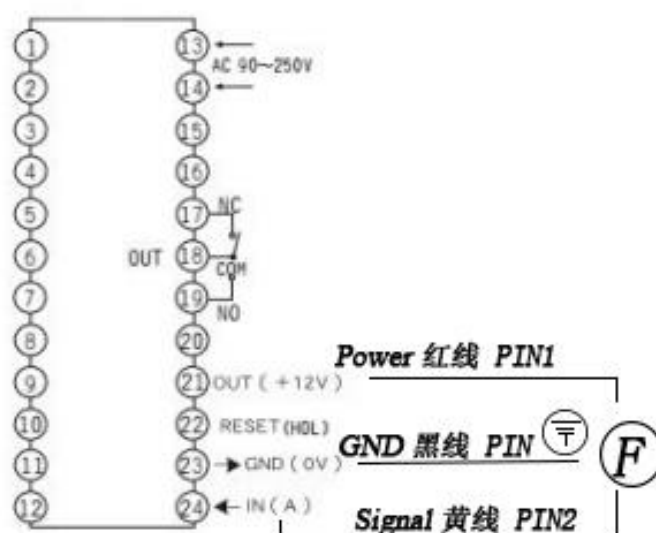 1 13
AC 90~250V
2 14
3 15
4 16
5 17 NC
6 OUT 18
COM
7 19
NO
8 20
Power 红线 PIN1
9 21 OUT ( +12V )
10 22 RESET(HOL)
GND 黑线 PIN
F
11 23 GND ( 0V )
12 24 IN ( A )
Signal 黄线 PIN2